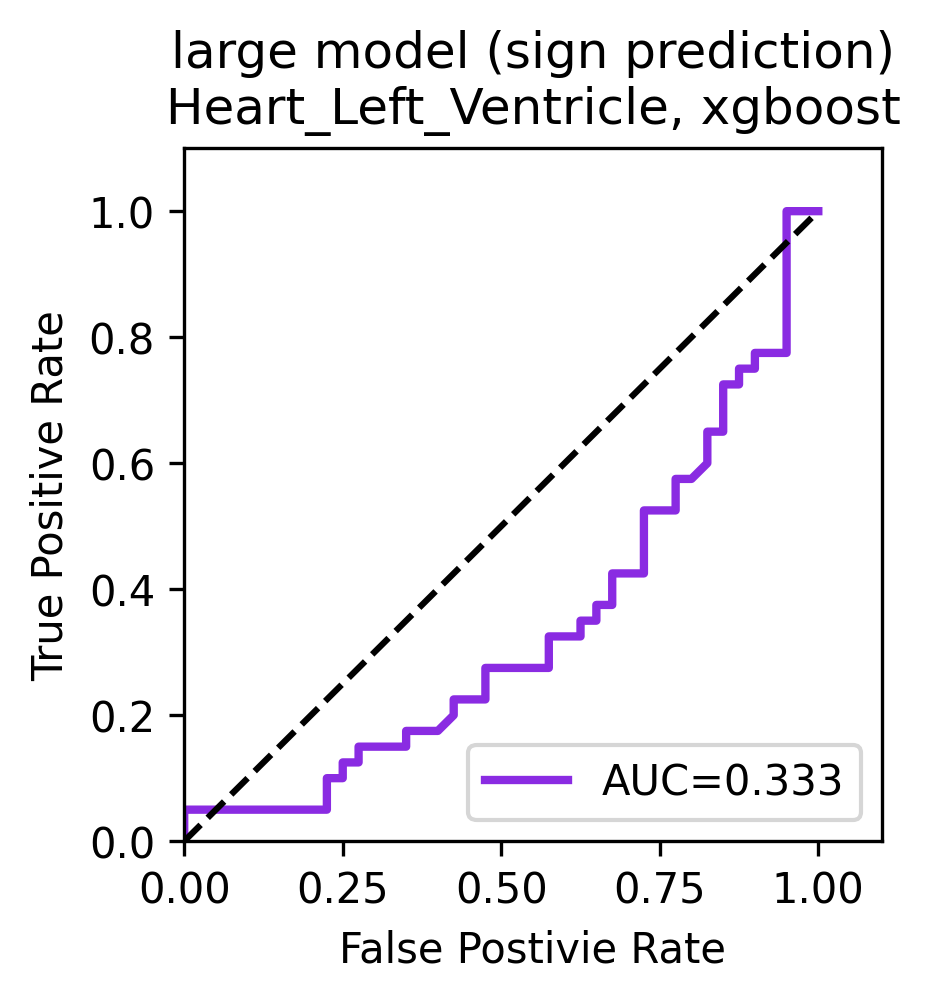 large model (sign prediction)
Heart_Left_Ventricle, xgboost
True Positive Rate
1.0
0.8
0.6
0.4
0.2
0.0
AUC=0.333
0.00 0.25 0.50 0.75 1.00
False Postivie Rate